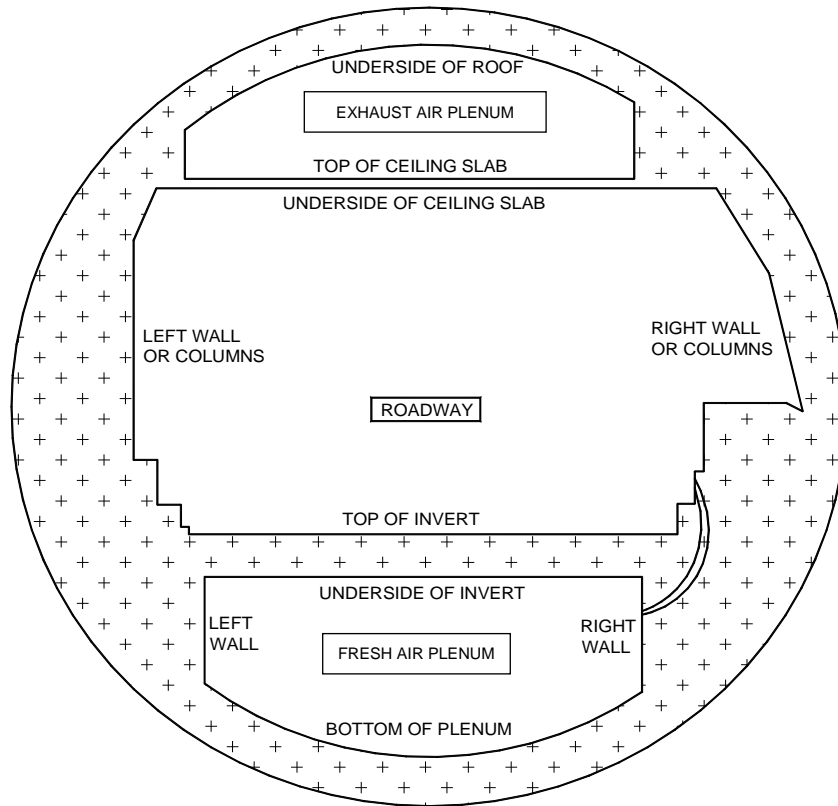 UNDERSIDE OF ROOF
EXHAUST AIR PLENUM
TOP OF CEILING SLAB
UNDERSIDE OF CEILING SLAB
LEFT WALL
OR COLUMNS
RIGHT WALL
OR COLUMNS
ROADWAY
TOP OF INVERT
UNDERSIDE OF INVERT
LEFT
WALL
RIGHT
WALL
FRESH AIR PLENUM
BOTTOM OF PLENUM